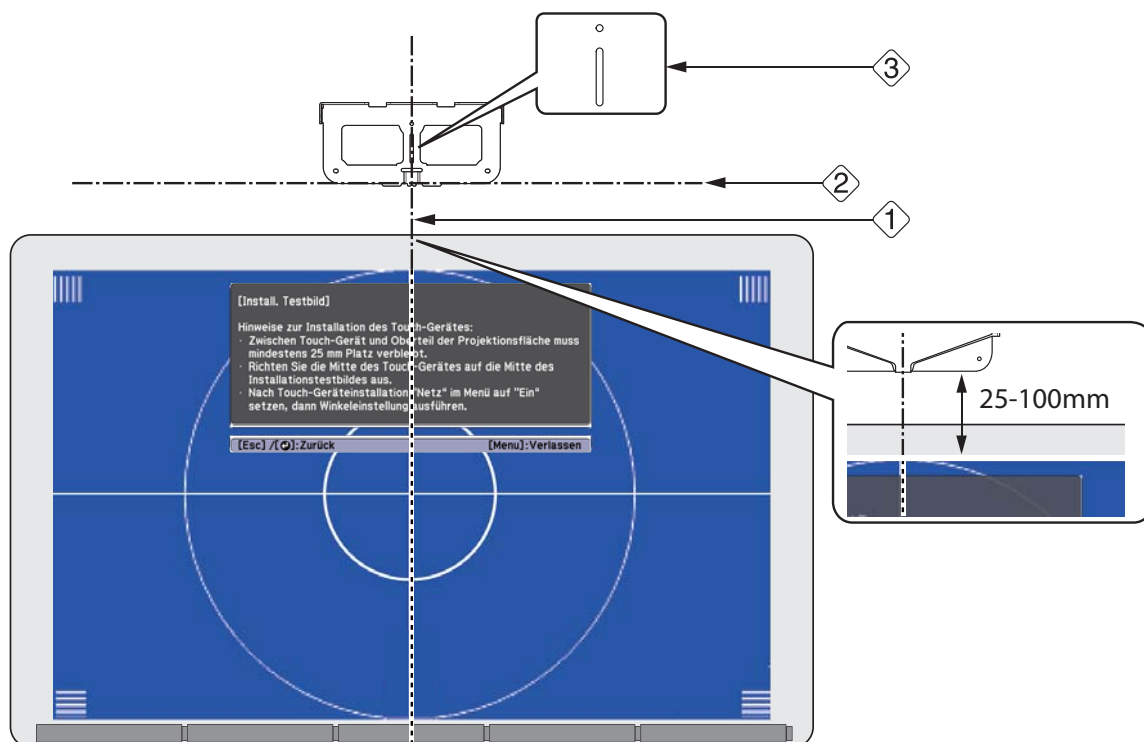 3
2
1
[Install. Testbild]
Hinweise zur Installation des Touch-Gerätes:
· Zwischen Touch-Gerät und Oberteil der Projektionsfläche muss
mindestens 25 mm Platz verbleibt.
· Richten Sie die Mitte des Touch-Gerätes auf die Mitte des
Installationstestbildes aus.
· Nach Touch-Geräteinstallation "Netz" im Menü auf "Ein"
setzen, dann Winkeleinstellung ausführen.
[Esc] /[⏎]:Zurück [Menu]:Verlassen
25-100mm